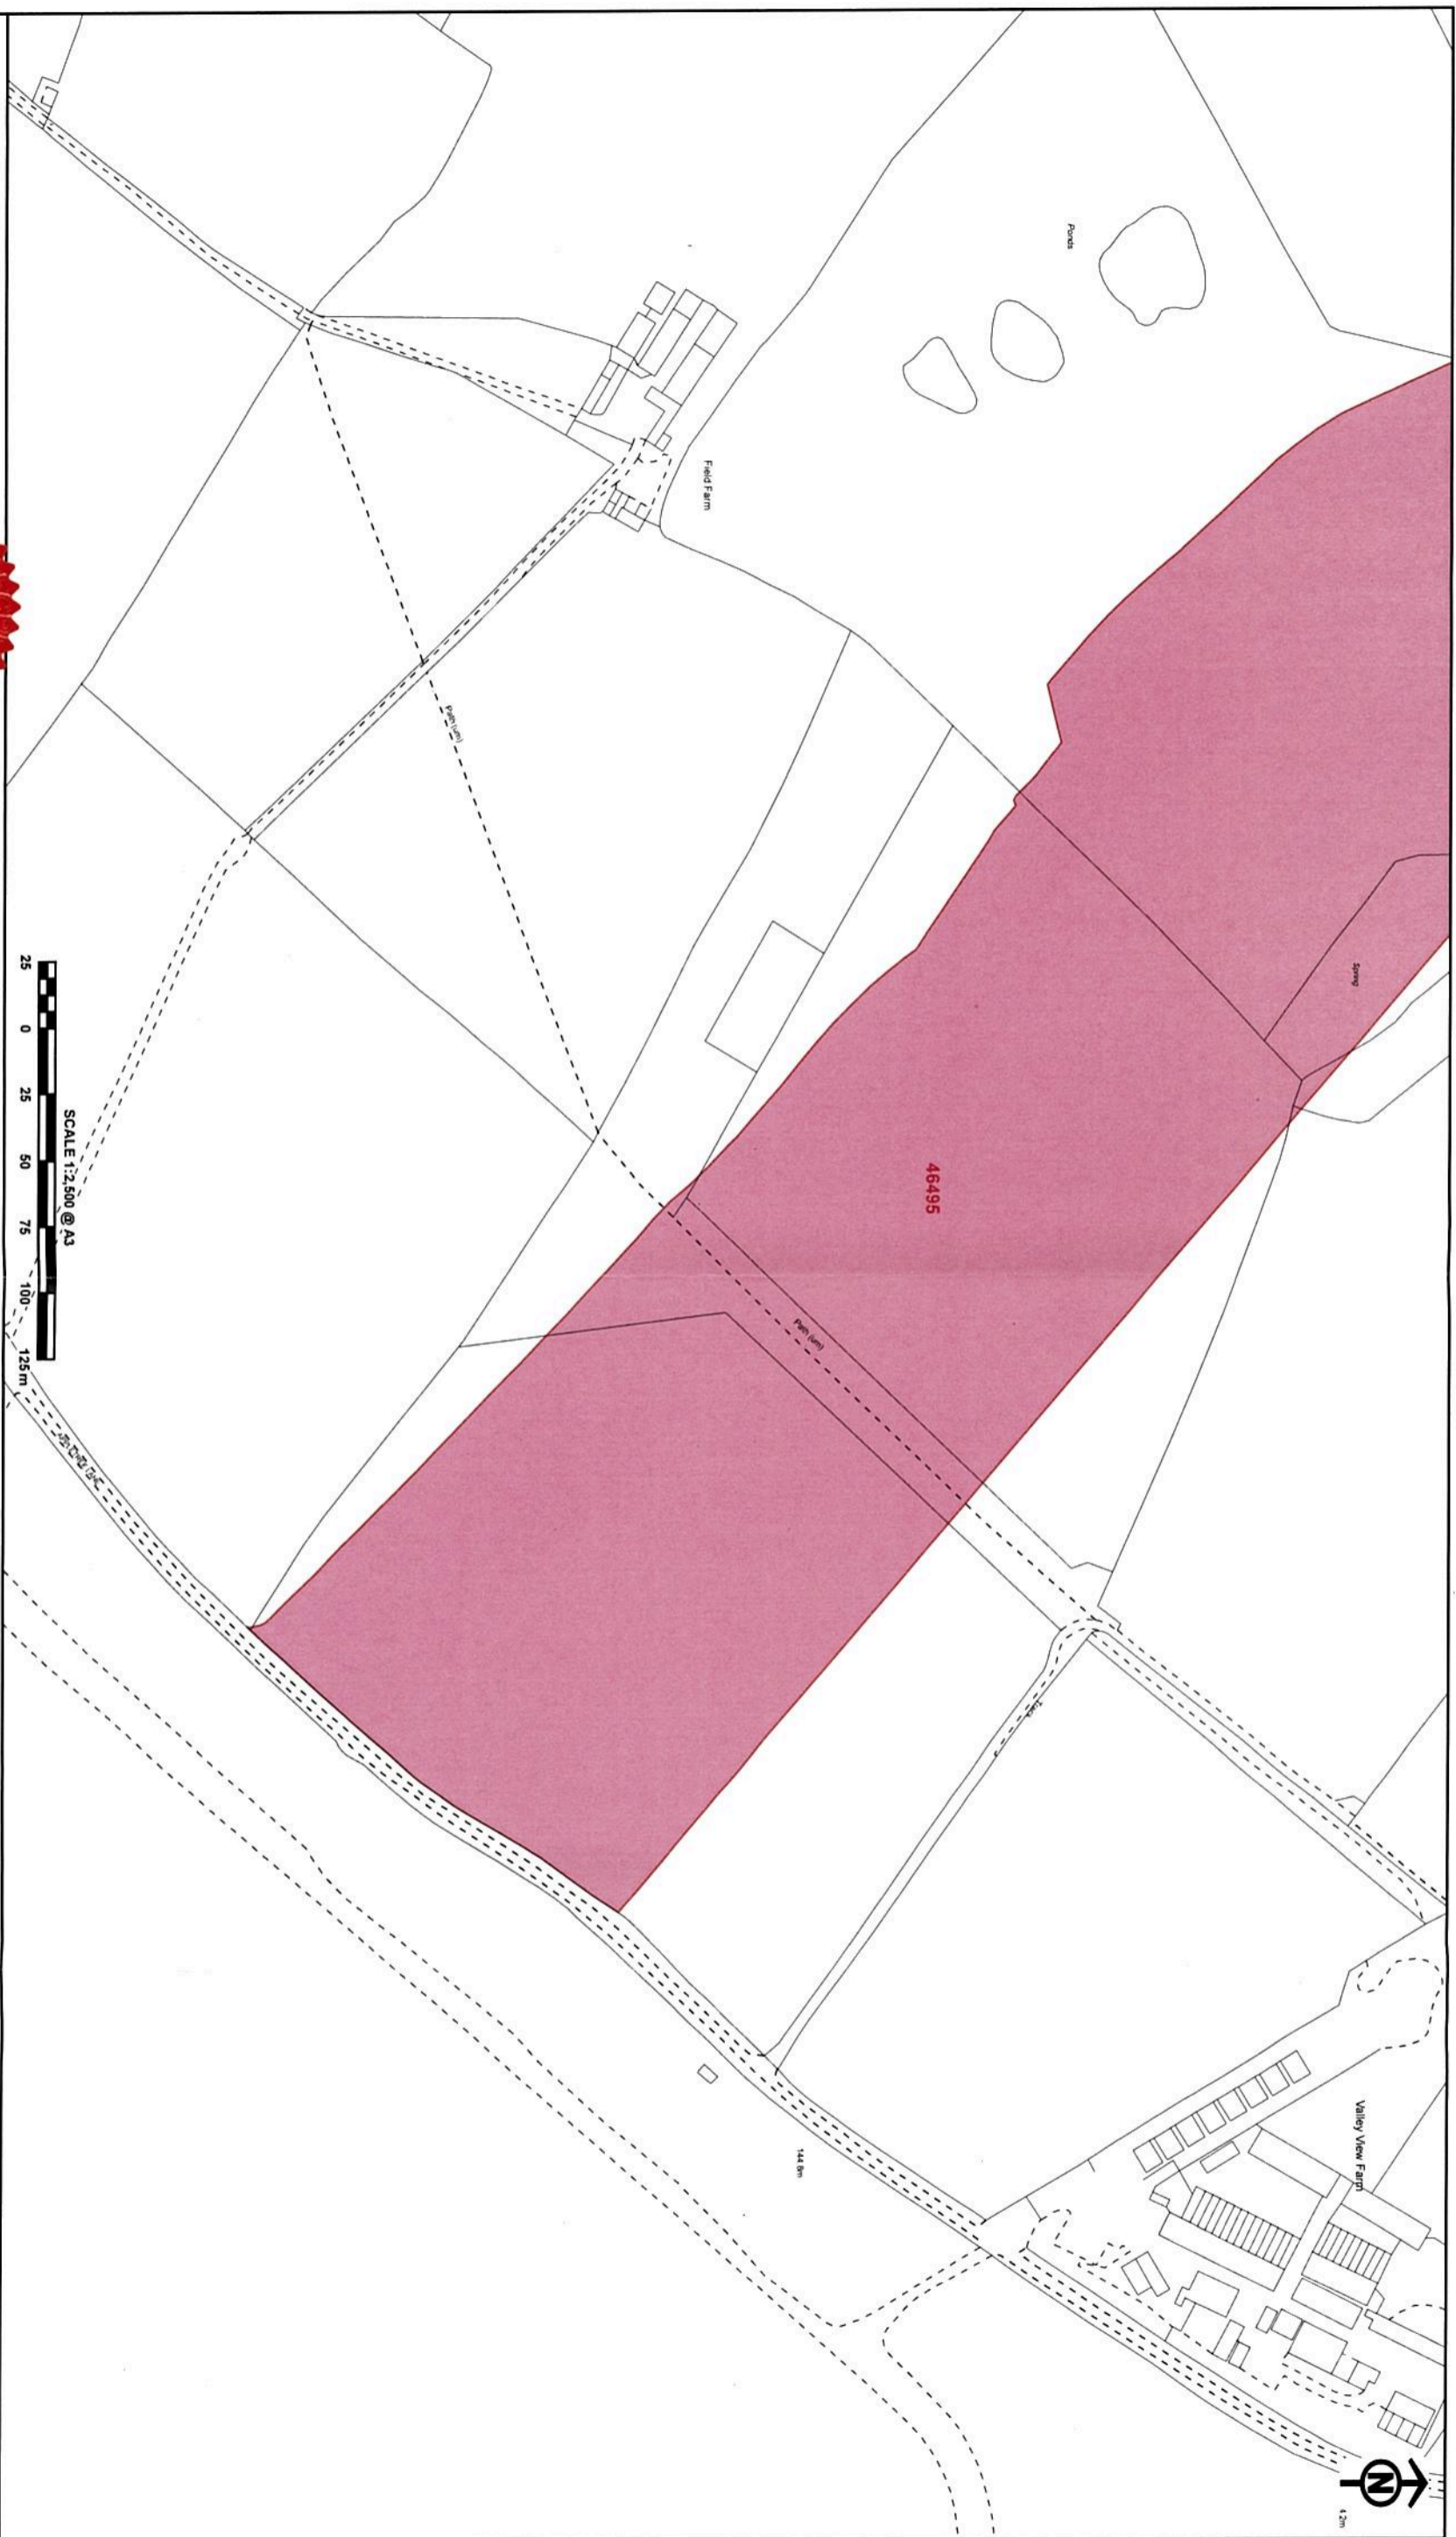 Ponds
Field Farm
Spring
Path (um)
46495
Path (um)
Valley View Farm
144.8m
SCALE 1:2,500 @ A3
25 0 25 50 75 100 125m
N